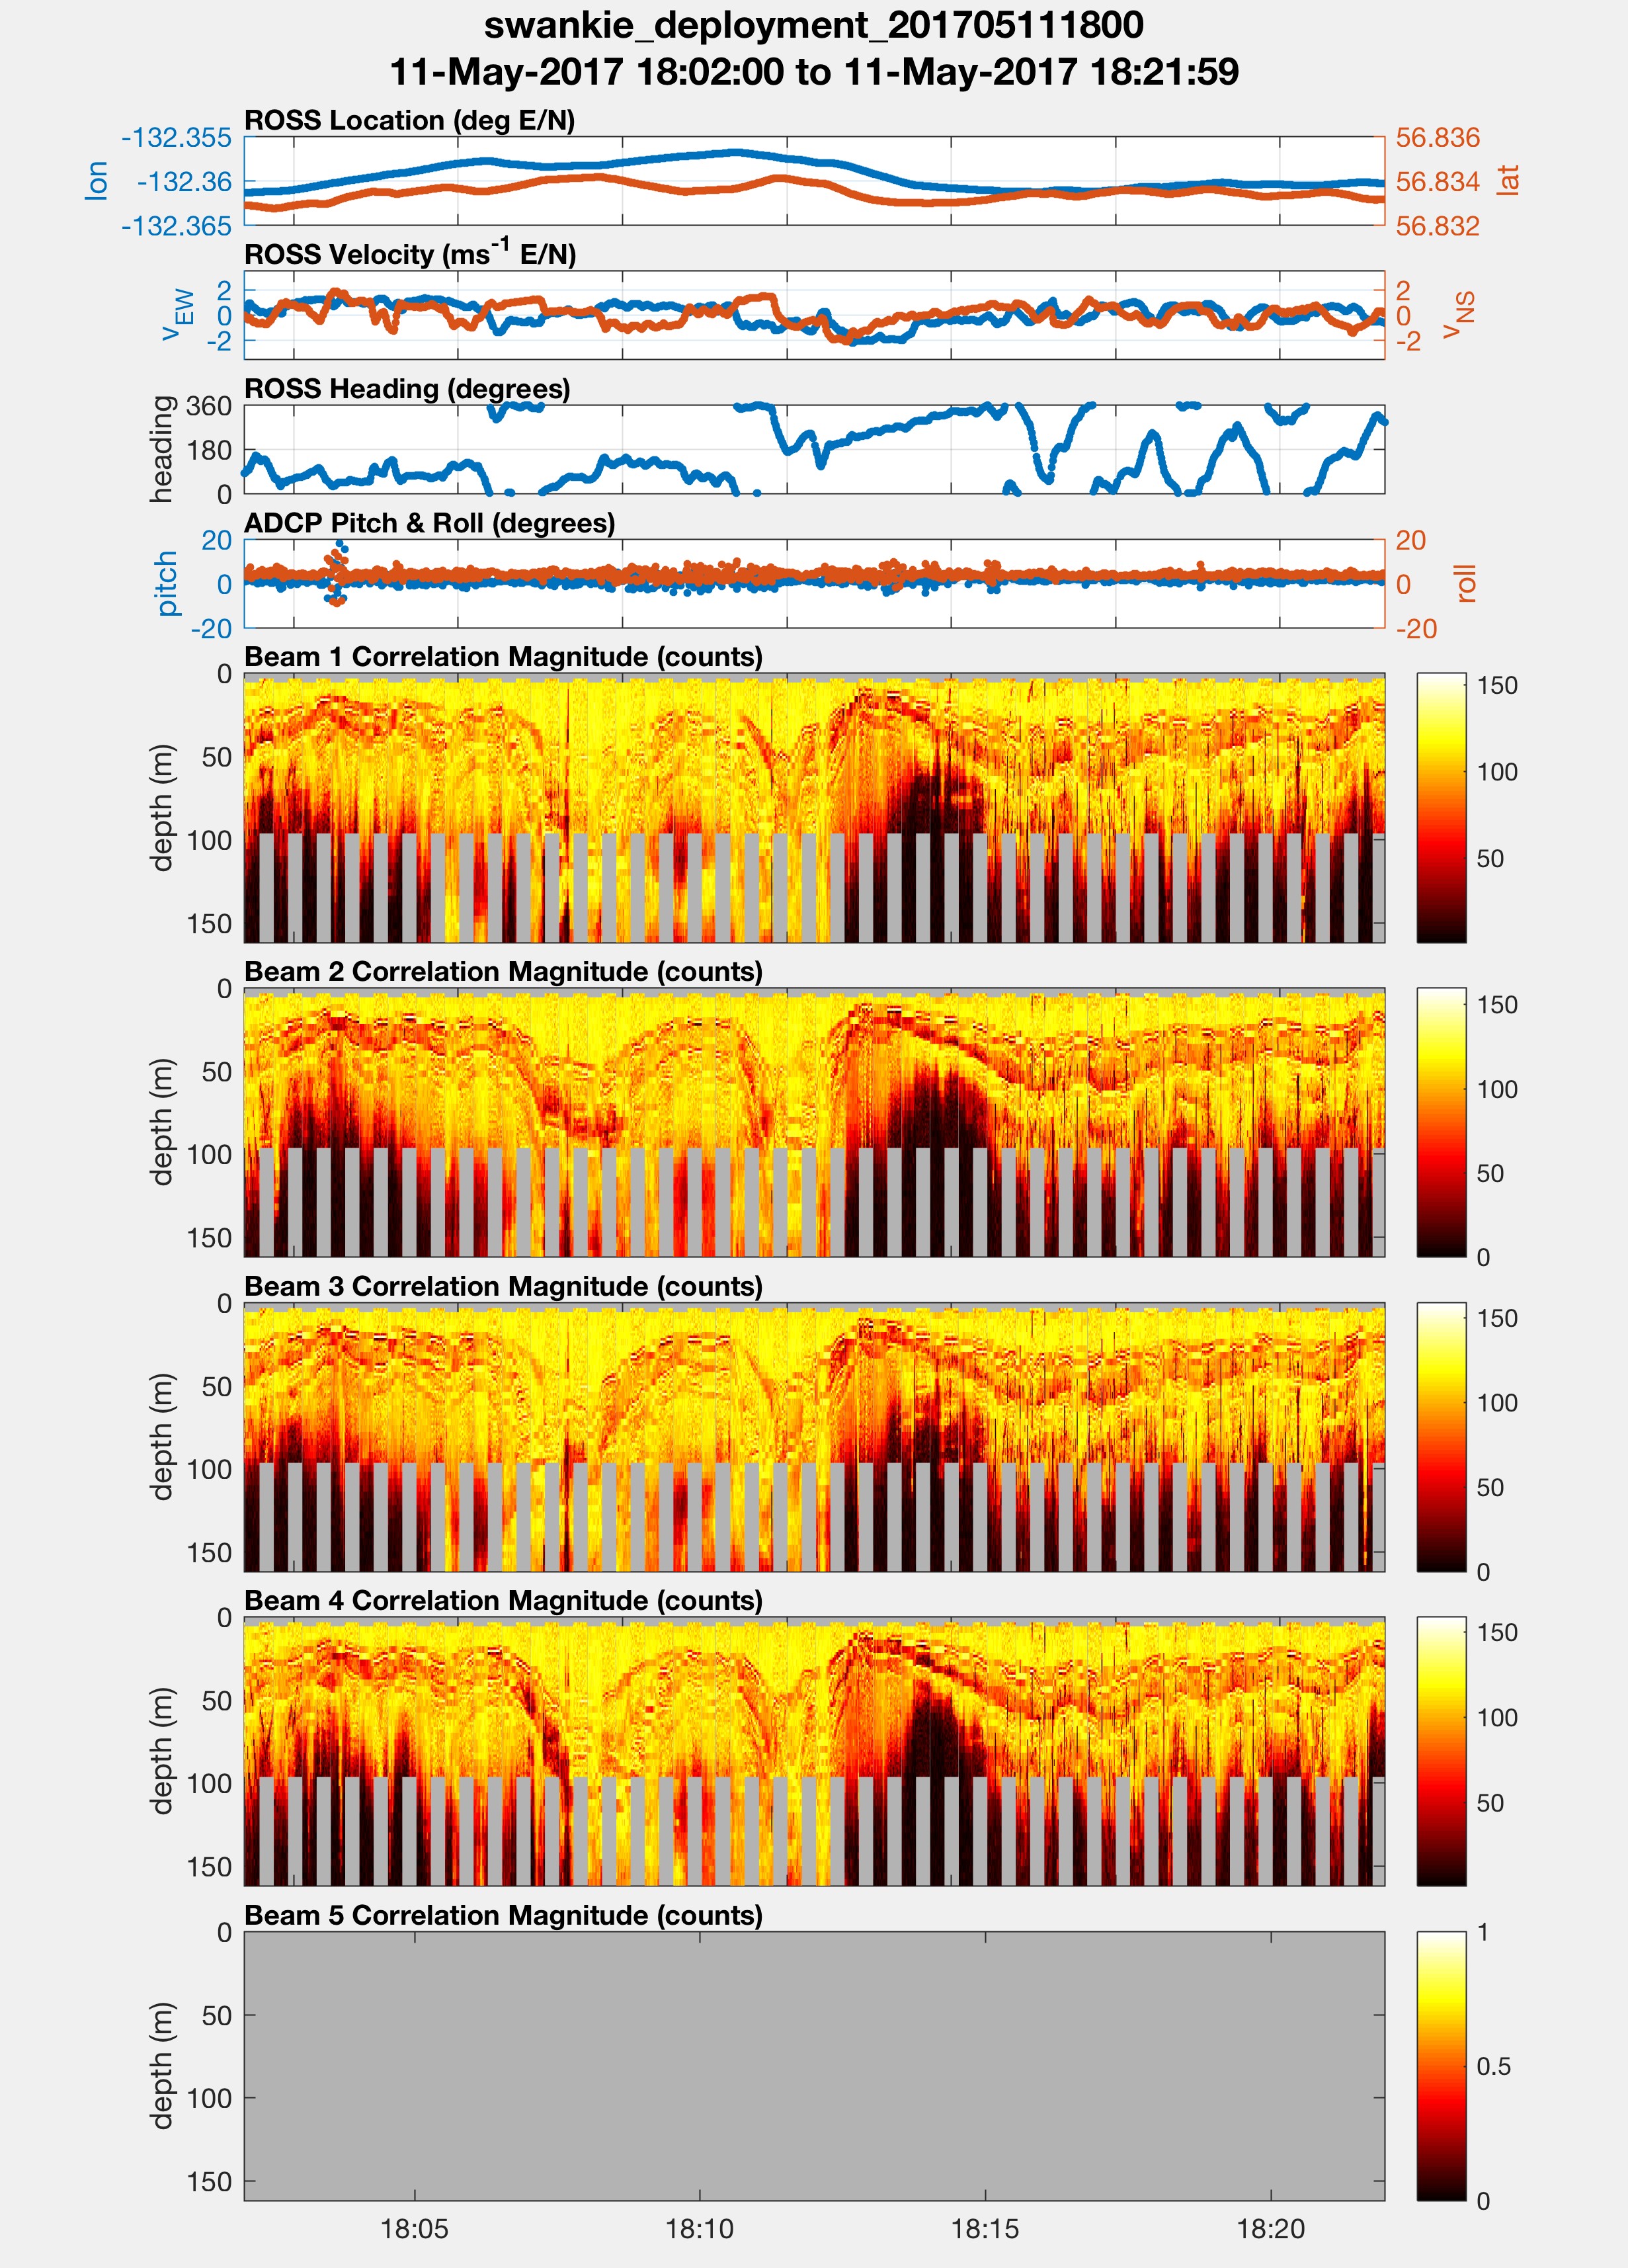 swankie_deployment_201705111800
11-May-2017 18:02:00 to 11-May-2017 18:21:59
ROSS Location (deg E/N)
-132.355
-132.36
-132.365
lon
56.836
56.834
56.832
lat
ROSS Velocity (ms-1 E/N)
2
0
-2
vEW
2
0
-2
vNS
ROSS Heading (degrees)
360
180
0
heading
ADCP Pitch & Roll (degrees)
20
0
-20
pitch
20
0
-20
roll
Beam 1 Correlation Magnitude (counts)
0
50
100
150
depth (m)
150
100
50
Beam 2 Correlation Magnitude (counts)
0
50
100
150
depth (m)
150
100
50
0
Beam 3 Correlation Magnitude (counts)
0
50
100
150
depth (m)
150
100
50
0
Beam 4 Correlation Magnitude (counts)
0
50
100
150
depth (m)
150
100
50
Beam 5 Correlation Magnitude (counts)
0
50
100
150
depth (m)
1
0.5
0
18:05 18:10 18:15 18:20